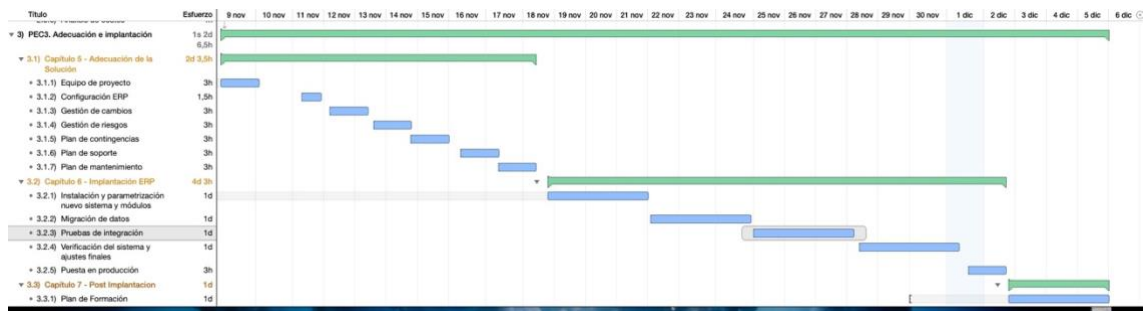 Título Esfuerzo 9 nov 10 nov 11 nov 12 nov 13 nov 14 nov 15 nov 16 nov 17 nov 18 nov 19 nov 20 nov 21 nov 22 nov 23 nov 24 nov 25 nov 26 nov 27 nov 28 nov 29 nov 30 nov 1 dic 2 dic 3 dic 4 dic 5 dic 6 dic
3) PEC3. Adecuación e implantación 1s 2d
6,5h
3.1) Capítulo 5 - Adecuación de la 2d 3,5h
Solución
3.1.1) Equipo de proyecto 3h
3.1.2) Configuración ERP 1,5h
3.1.3) Gestión de cambios 3h
3.1.4) Gestión de riesgos 3h
3.1.5) Plan de contingencias 3h
3.1.6) Plan de soporte 3h
3.1.7) Plan de mantenimiento 3h
3.2) Capítulo 6 - Implantación ERP 4d 3h
3.2.1) Instalación y parametrización 1d
nuevo sistema y módulos
3.2.2) Migración de datos 1d
3.2.3) Pruebas de integración 1d
3.2.4) Verificación del sistema y 1d
ajustes finales
3.2.5) Puesta en producción 3h
3.3) Capítulo 7 - Post Implantacion 1d
3.3.1) Plan de Formación 1d